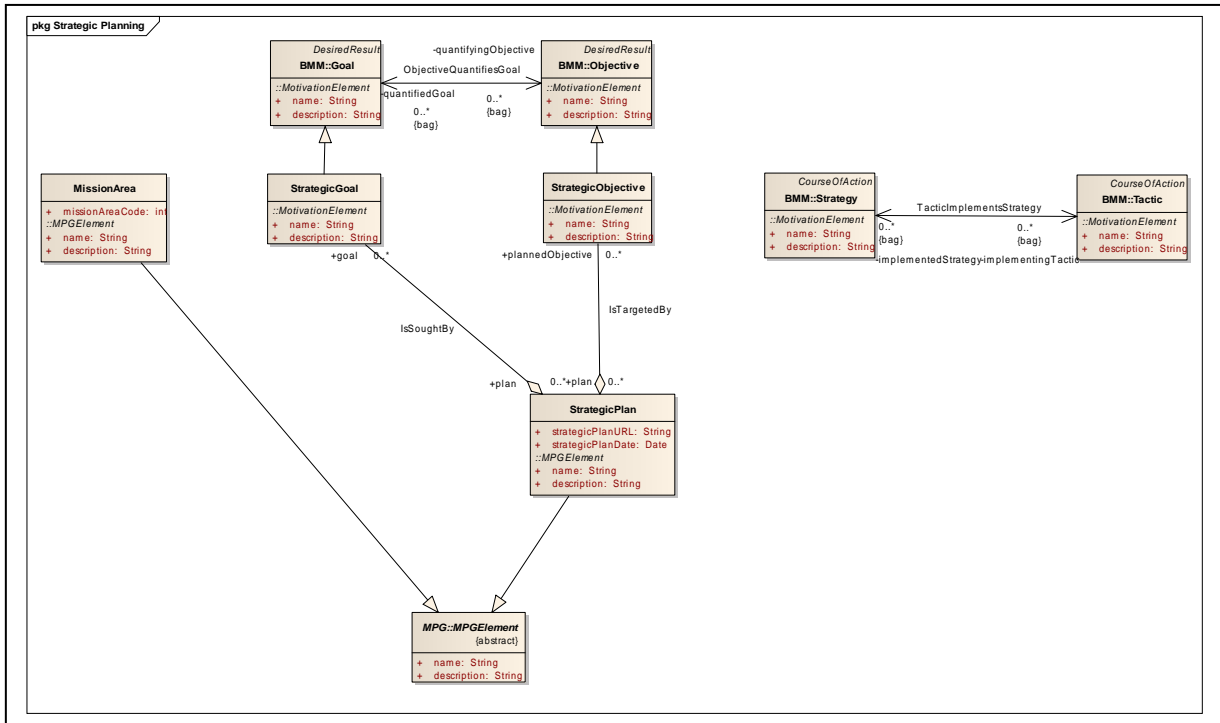 pkg Strategic Planning
DesiredResult
BMM::Goal
::MotivationElement
+ name: String
+ description: String
-quantifyingObjective
ObjectiveQuantifiesGoal
-quantifiedGoal
0..*
{bag}
0..*
{bag}
DesiredResult
BMM::Objective
::MotivationElement
+ name: String
+ description: String
MissionArea
+ missionAreaCode: int
::MPGElement
+ name: String
+ description: String
StrategicGoal
::MotivationElement
+ name: String
+ description: String
+goal 0..*
StrategicObjective
::MotivationElement
+ name: String
+ description: String
+plannedObjective 0..*
CourseOfAction
BMM::Strategy
::MotivationElement
+ name: String
+ description: String
TacticImplementsStrategy
0..*
{bag}
0..*
{bag}
-implementedStrategy
-implementingTactic
CourseOfAction
BMM::Tactic
::MotivationElement
+ name: String
+ description: String
IsSoughtBy
IsTargetedBy
+plan 0..*
+plan 0..*
StrategicPlan
+ strategicPlanURL: String
+ strategicPlanDate: Date
::MPGElement
+ name: String
+ description: String
MPG::MPGElement
{abstract}
+ name: String
+ description: String